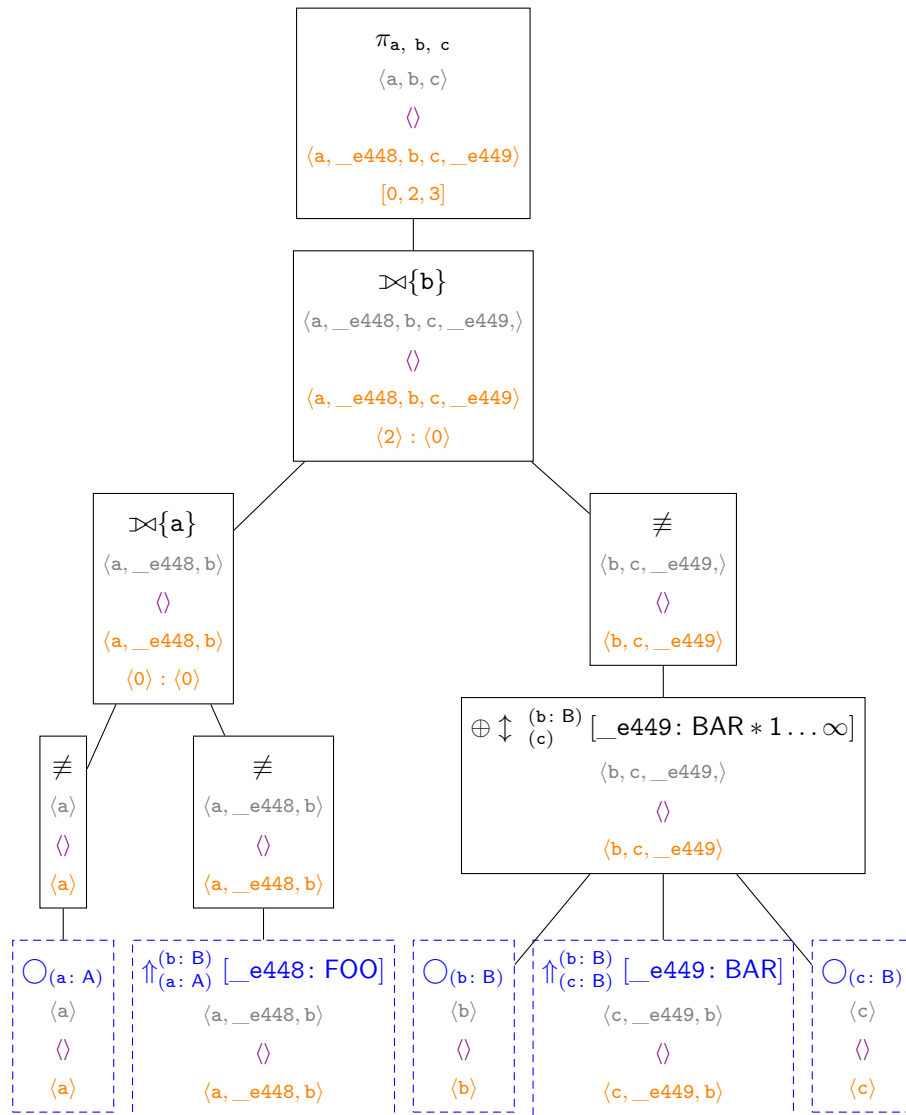 π a, b, c
⟨a, b, c⟩
⟨⟩
⟨a, __e448, b, c, __e449⟩
[0, 2, 3]
⟕{b}
⟨a, __e448, b, c, __e449,⟩
⟨⟩
⟨a, __e448, b, c, __e449⟩
⟨2⟩ : ⟨0⟩
⟕{a}
⟨a, __e448, b⟩
⟨⟩
⟨a, __e448, b⟩
⟨0⟩ : ⟨0⟩
≢
⟨b, c, __e449,⟩
⟨⟩
⟨b, c, __e449⟩
≢
⟨a⟩
⟨⟩
⟨a⟩
≢
⟨a, __e448, b⟩
⟨⟩
⟨a, __e448, b⟩
⊕ ↕ (b: B) (c) [__e449: BAR * 1 … ∞]
⟨b, c, __e449,⟩
⟨⟩
⟨b, c, __e449⟩
◯(a: A)
⟨a⟩
⟨⟩
⟨a⟩
⇑(b: B) (a: A) [__e448: FOO]
⟨a, __e448, b⟩
⟨⟩
⟨a, __e448, b⟩
◯(b: B)
⟨b⟩
⟨⟩
⟨b⟩
⇑(b: B) (c: B) [__e449: BAR]
⟨c, __e449, b⟩
⟨⟩
⟨c, __e449, b⟩
◯(c: B)
⟨c⟩
⟨⟩
⟨c⟩